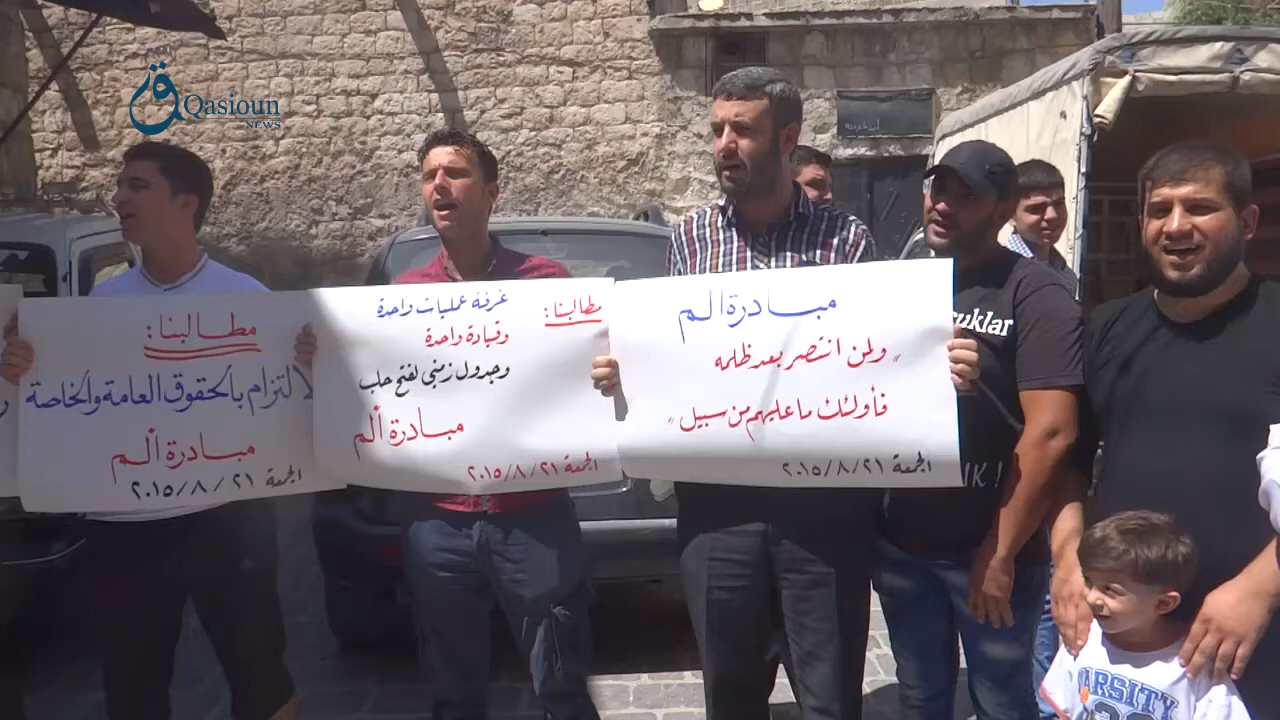 ق
Qasioun
NEWS
مبادرة الم
"ولمن انتصر بعد ظلمه
فأولئك ما عليهم من سبيل"
الجمعة ٢٠١٥/٨/٢١
مطالبنا:
غرفة عمليات واحدة
وقيادة واحدة
وجدول زمني لفتح حلب
مبادرة ألم
الجمعة ٢٠١٥/٨/٢١
مطالبنا:
الالتزام بالحقوق العامة والخاصة
مبادرة ألم
الجمعة ٢٠١٥/٨/٢١
uklar
K!
ARSITY